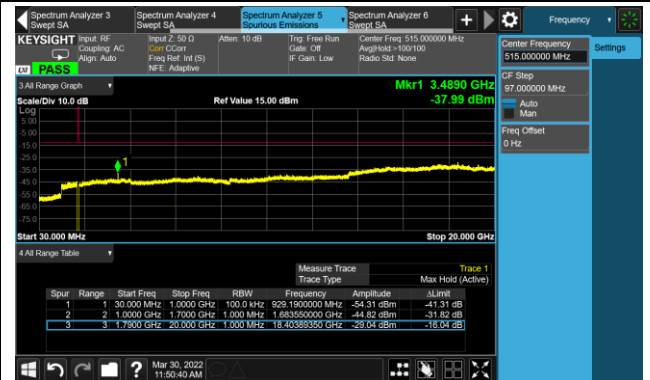 Spectrum Analyzer 3
Swept SA
Spectrum Analyzer 4
Swept SA
Spectrum Analyzer 5
Spurious Emissions
Spectrum Analyzer 6
Swept SA
+
Frequency
KEYSIGHT
Input: RF
Coupling: AC
Align: Auto
Input Z: 50 Ω
Corr CCorr
Freq Ref: Int (S)
NFE: Adaptive
Atten: 10 dB
Trig: Free Run
Gate: Off
IF Gain: Low
Center Freq: 515.000000 MHz
Avg|Hold:>100/100
Radio Std: None
LXI
PASS
Center Frequency
515.000000 MHz
Settings
CF Step
97.000000 MHz
Auto
Man
Freq Offset
0 Hz
3 All Range Graph
Mkr1 3.4890 GHz
Scale/Div 10.0 dB
Ref Value 15.00 dBm
-37.99 dBm
Log
5.00
-5.00
-15.0
-25.0
-35.0
-45.0
-55.0
-65.0
-75.0
1
Start 30.000 MHz
Stop 20.000 GHz
4 All Range Table
Measure Trace Trace 1
Trace Type Max Hold (Active)
Spur Range Start Freq Stop Freq RBW Frequency Amplitude ΔLimit
1 1 30.000 MHz 1.0000 GHz 100.0 kHz 929.1900000 MHz -54.31 dBm -41.31 dB
2 2 1.0000 GHz 1.7000 GHz 1.000 MHz 1.683550000 GHz -44.82 dBm -31.82 dB
3 3 1.7900 GHz 20.000 GHz 1.000 MHz 18.40389350 GHz -29.04 dBm -16.04 dB
?
Mar 30, 2022
11:50:40 AM